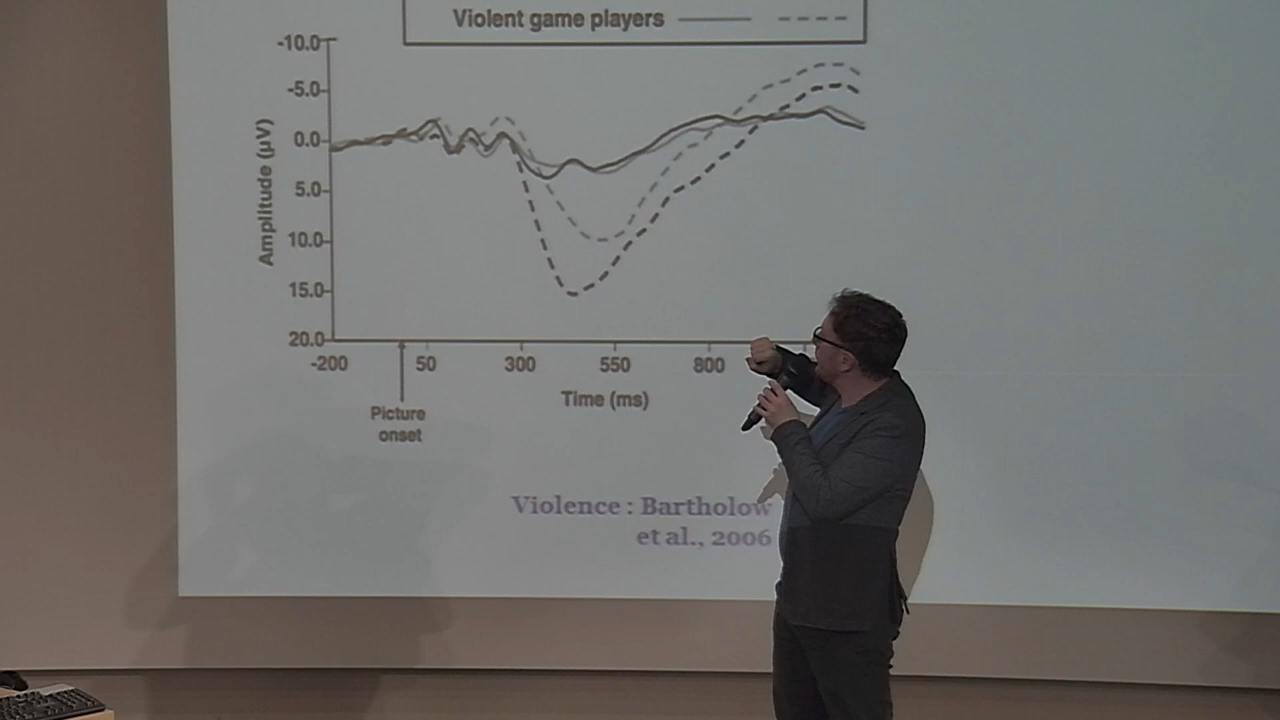 Violent game players
-10.0
-5.0
0.0
5.0
10.0
15.0
20.0
Amplitude (µV)
-200 50 300 550 800
Time (ms)
Picture
onset
Violence : Bartholow
et al., 2006